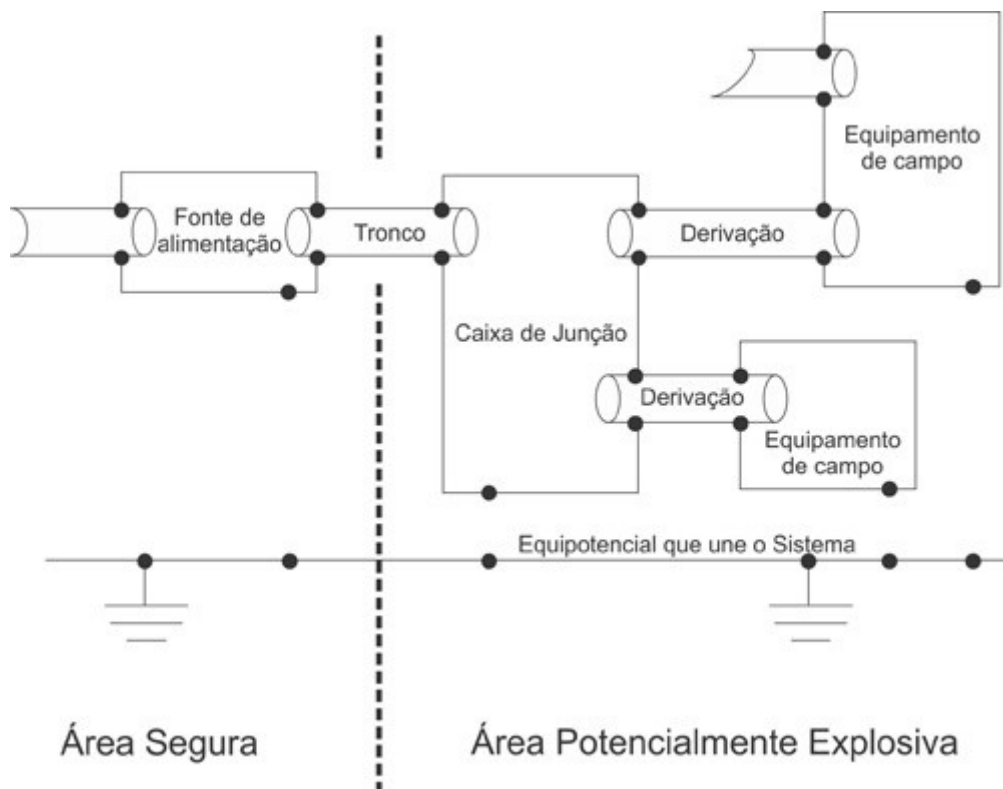 Equipamento
de campo
Fonte de
alimentação
Tronco
Derivação
Caixa de Junção
Derivação
Equipamento
de campo
Equipotencial que une o Sistema
Área Segura
Área Potencialmente Explosiva